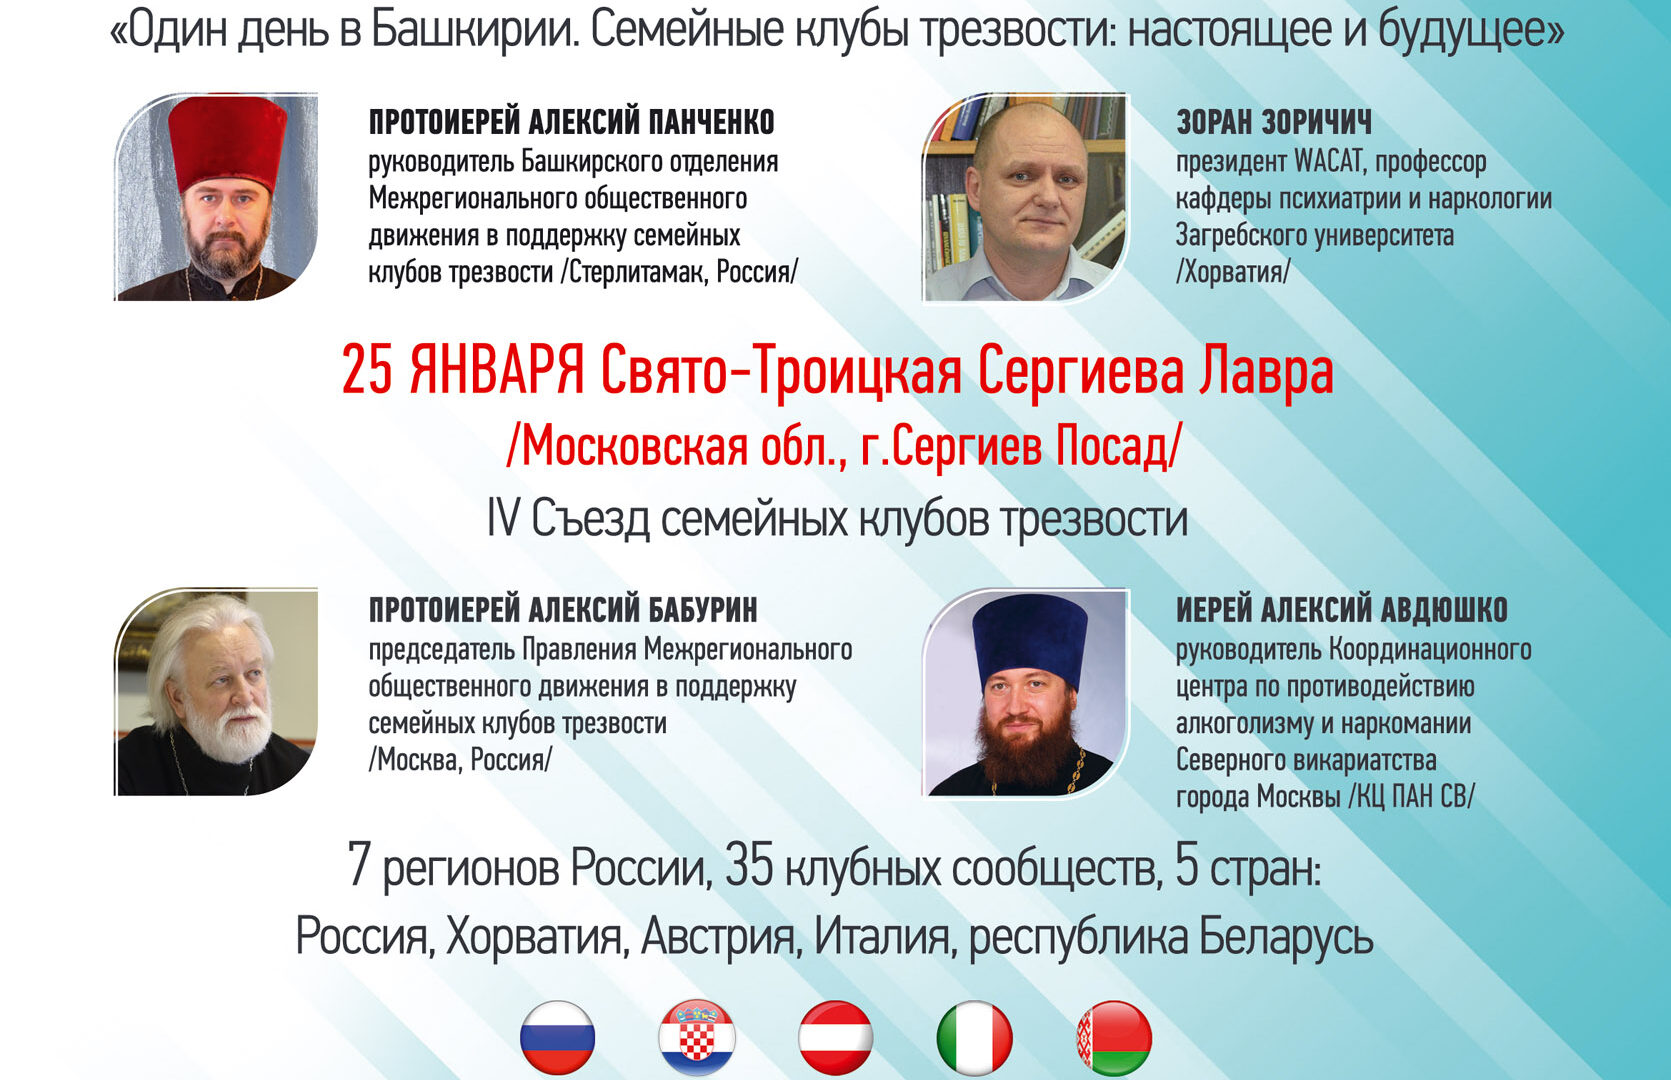 «Один день в Башкирии. Семейные клубы трезвости: настоящее и будущее»
ПРОТОИЕРЕЙ АЛЕКСИЙ ПАНЧЕНКО
руководитель Башкирского отделения
Межрегионального общественного
движения в поддержку семейных
клубов трезвости /Стерлитамак, Россия/
ЗОРАН ЗОРИЧИЧ
президент WACAT, профессор
кафдеры психиатрии и наркологии
Загребского университета
/Хорватия/
25 ЯНВАРЯ Свято-Троицкая Сергиева Лавра
/Московская обл., г.Сергиев Посад/
IV Съезд семейных клубов трезвости
ПРОТОИЕРЕЙ АЛЕКСИЙ БАБУРИН
председатель Правления Межрегионального
общественного движения в поддержку
семейных клубов трезвости
/Москва, Россия/
ИЕРЕЙ АЛЕКСИЙ АВДЮШКО
руководитель Координационного
центра по противодействию
алкоголизму и наркомании
Северного викариатства
города Москвы /КЦ ПАН СВ/
7 регионов России, 35 клубных сообществ, 5 стран:
Россия, Хорватия, Австрия, Италия, республика Беларусь